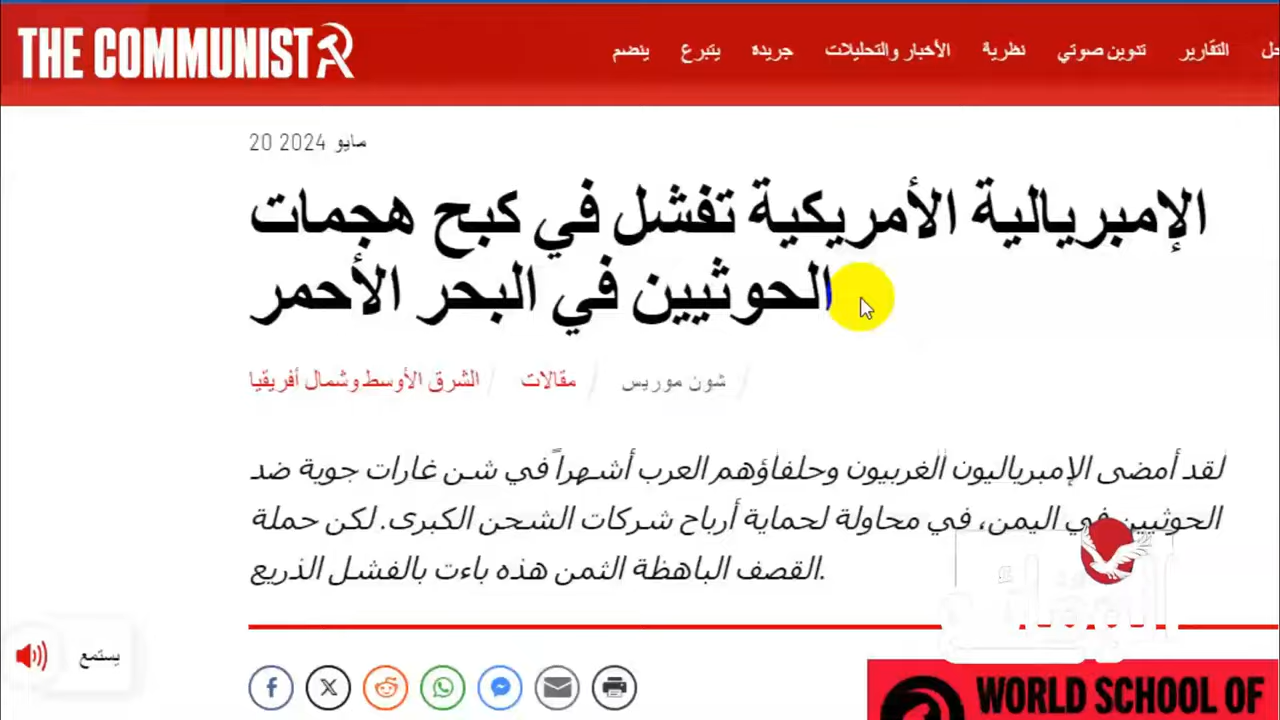 THE COMMUNIST
ينضم يتبرع جريدة الأخبار والتحليلات نظرية تدوين صوتي التقارير
20 مايو 2024
الإمبريالية الأمريكية تفشل في كبح هجمات
الحوثيين في البحر الأحمر
شون موريس / مقالات / الشرق الأوسط وشمال أفريقيا
لقد أمضى الإمبرياليون الغربيون وحلفاؤهم العرب أشهراً في شن غارات جوية ضد
الحوثيين في اليمن، في محاولة لحماية أرباح شركات الشحن الكبرى. لكن حملة
القصف الباهظة الثمن هذه باءت بالفشل الذريع.
يستمع
WORLD SCHOOL OF